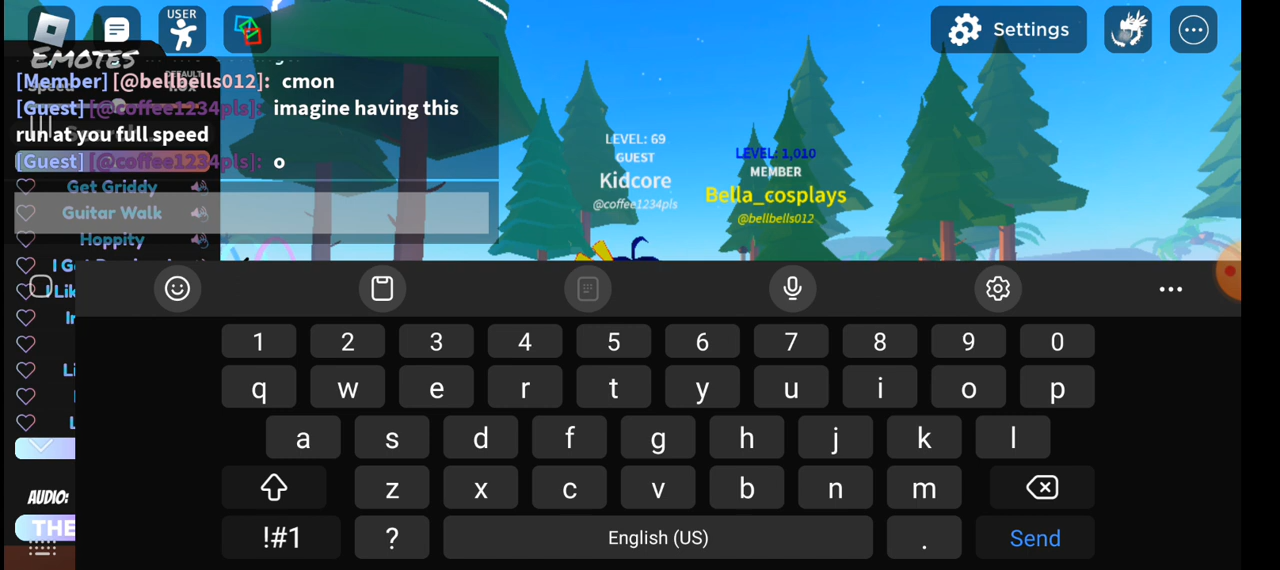 USER
Settings
EMOTES
[Member] [@bellbells012]: cmon
[Guest] [@coffee1234pls]: imagine having this
run at you full speed
[Guest] [@coffee1234pls]: o
Speed
Get Griddy
Guitar Walk
Hoppity
AUDIO:
THE
LEVEL: 69
GUEST
Kidcore
@coffee1234pls
LEVEL: 1,010
MEMBER
Bella_cosplays
@bellbells012
1 2 3 4 5 6 7 8 9 0
q w e r t y u i o p
a s d f g h j k l
z x c v b n m
!#1 ? English (US) . Send